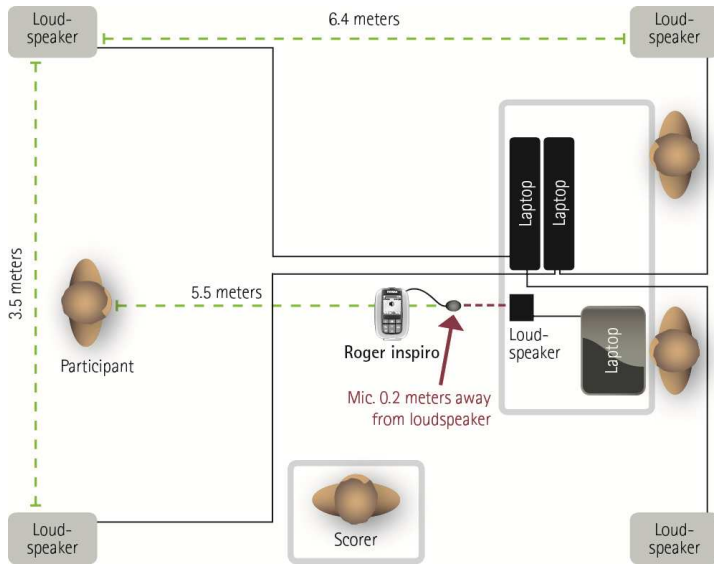 Loud-
speaker
6.4 meters
Loud-
speaker
3.5 meters
Laptop
Laptop
5.5 meters
Participant
Roger inspiro
Loud-
speaker
Laptop
Mic. 0.2 meters away
from loudspeaker
Scorer
Loud-
speaker
Loud-
speaker